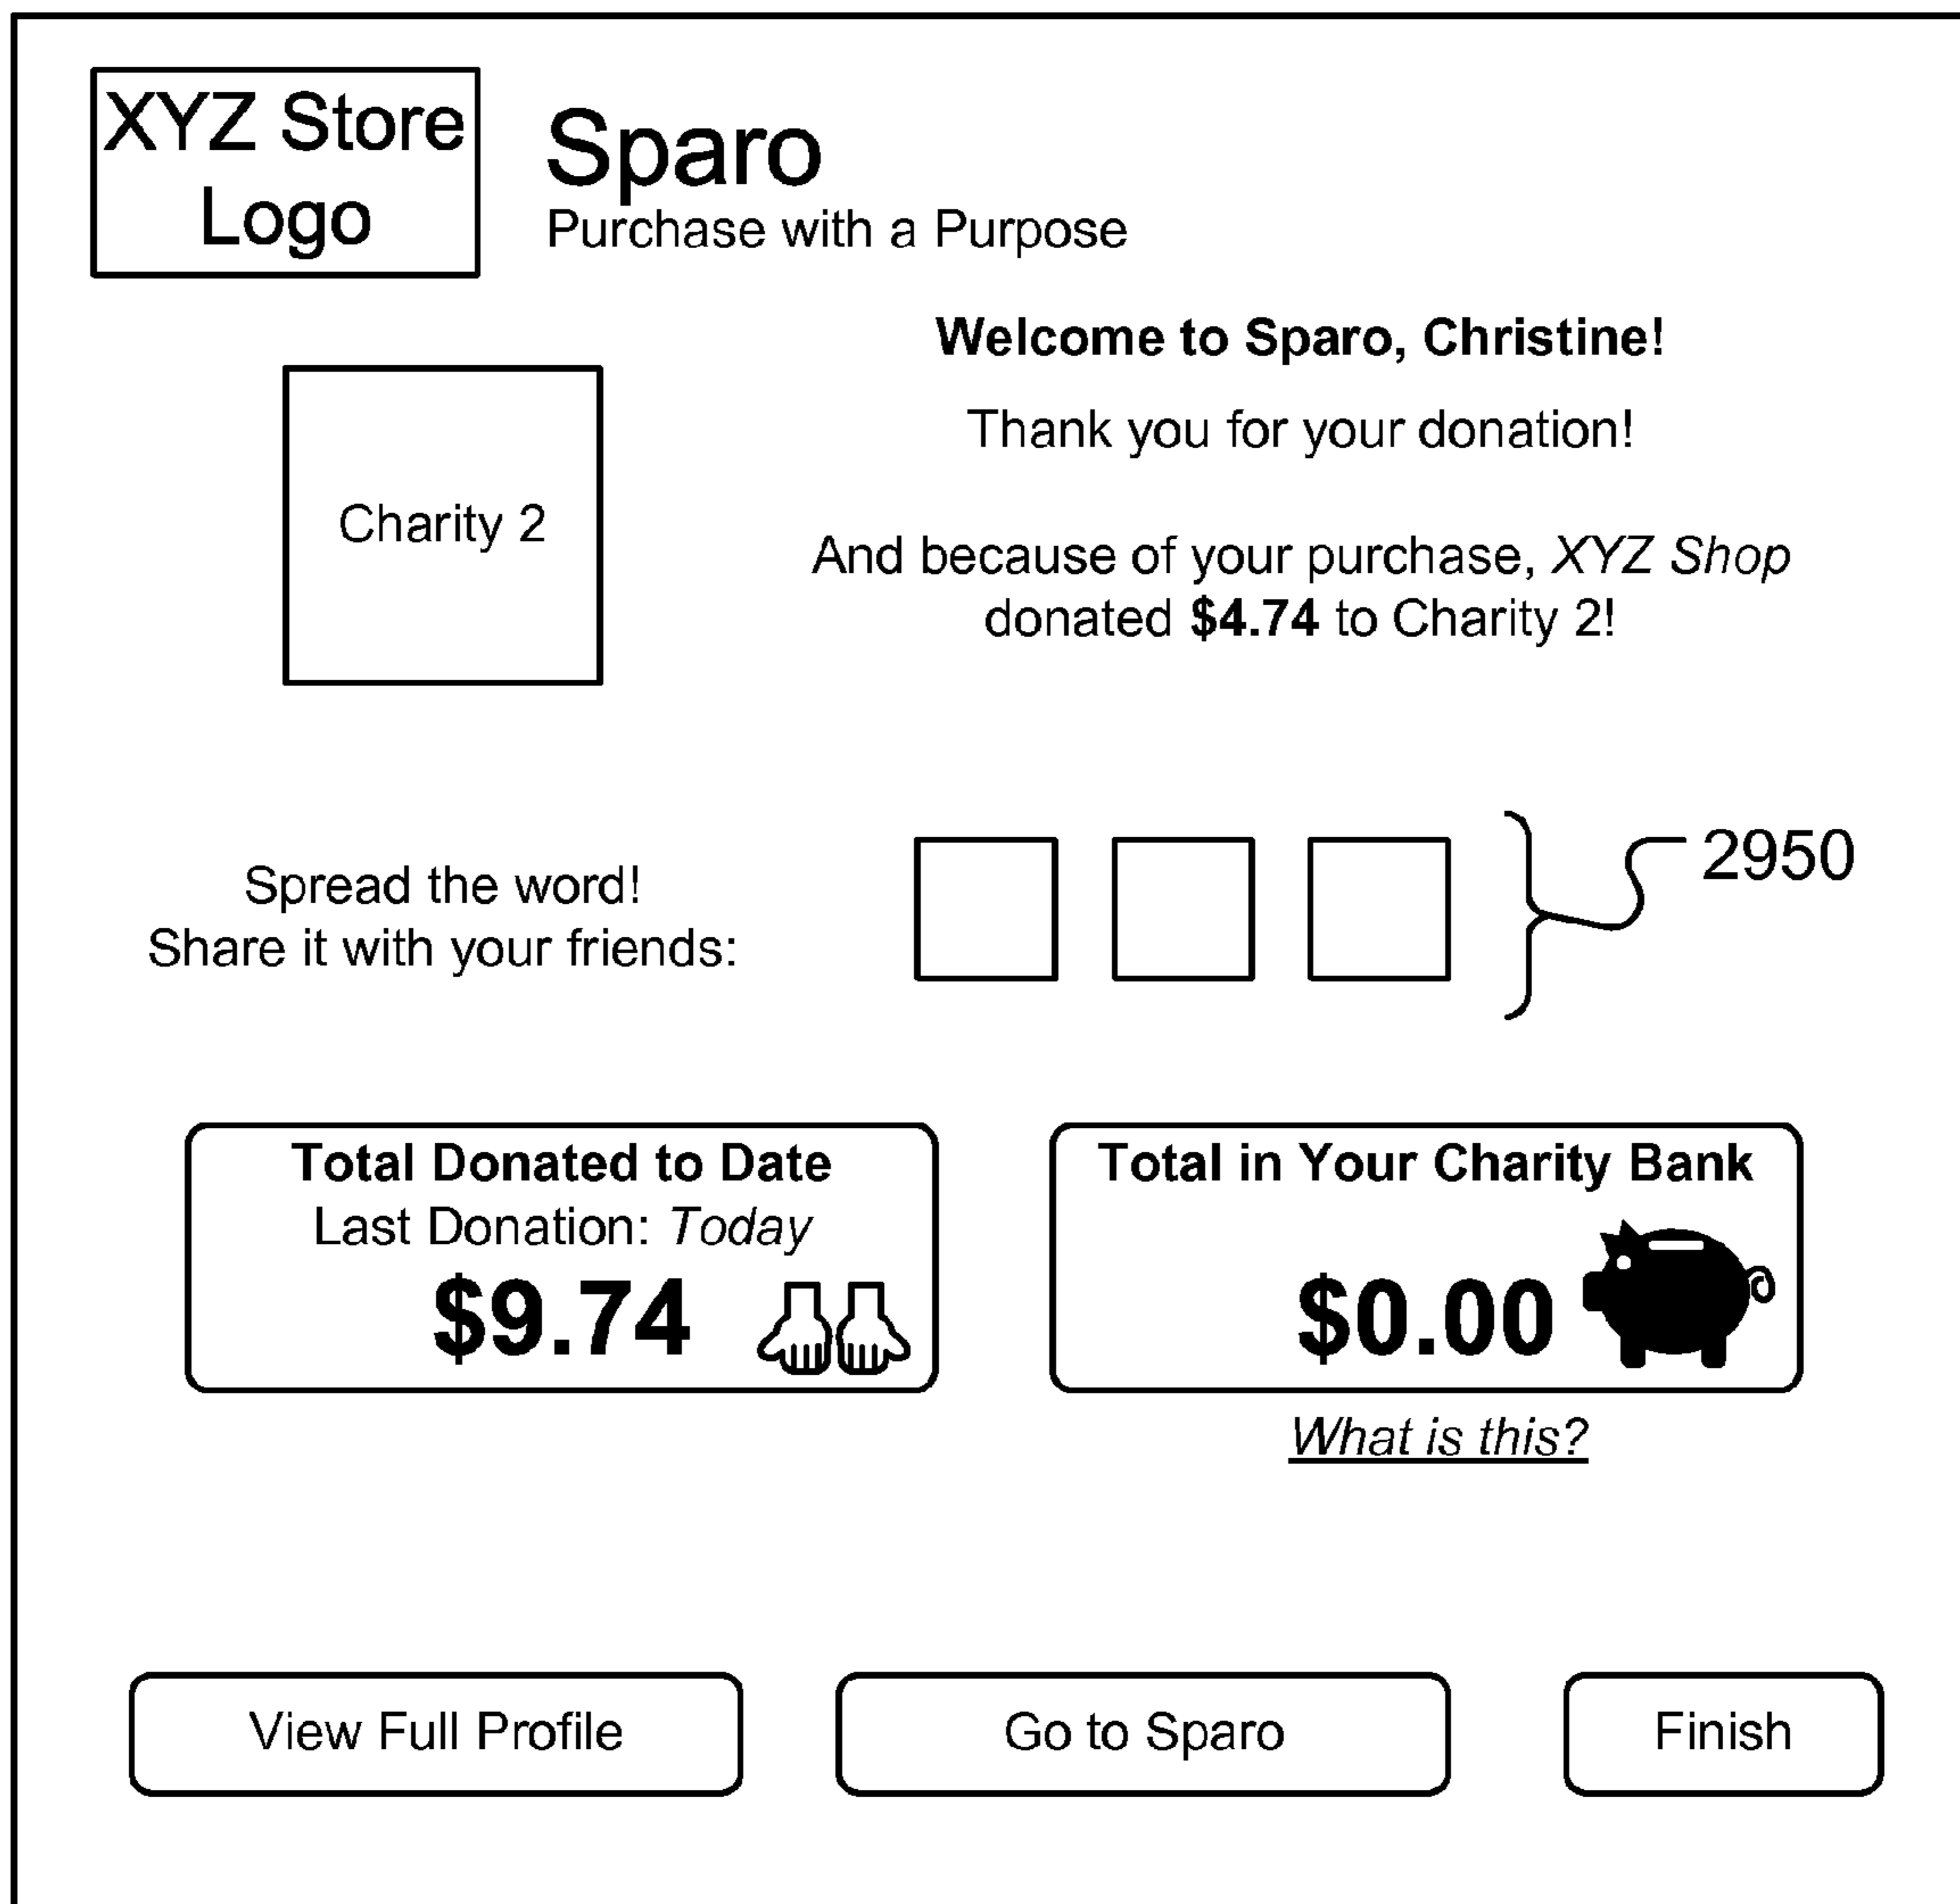 XYZ Store
Logo
Sparo
Purchase with a Purpose
Welcome to Sparo, Christine!
Thank you for your donation!
Charity 2
And because of your purchase, XYZ Shop
donated $4.74 to Charity 2!
Spread the word!
Share it with your friends:
2950
Total Donated to Date
Last Donation: Today
$9.74
Total in Your Charity Bank
$0.00
What is this?
View Full Profile
Go to Sparo
Finish